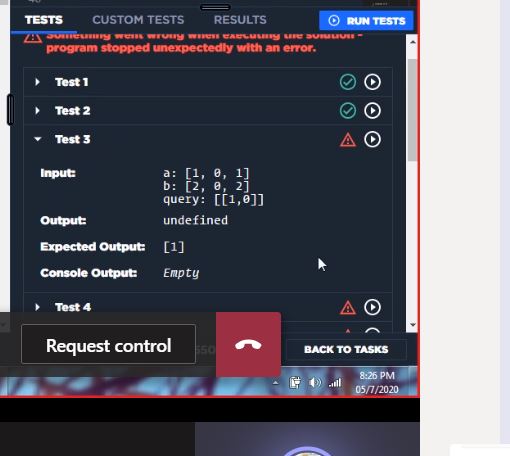 TESTS CUSTOM TESTS RESULTS RUN TESTS
Something went wrong when executing the solution -
program stopped unexpectedly with an error.
Test 1
Test 2
Test 3
Input: a: [1, 0, 1]
b: [2, 0, 2]
query: [[1,0]]
Output: undefined
Expected Output: [1]
Console Output: Empty
Test 4
Request control
BACK TO TASKS
8:26 PM
05/7/2020